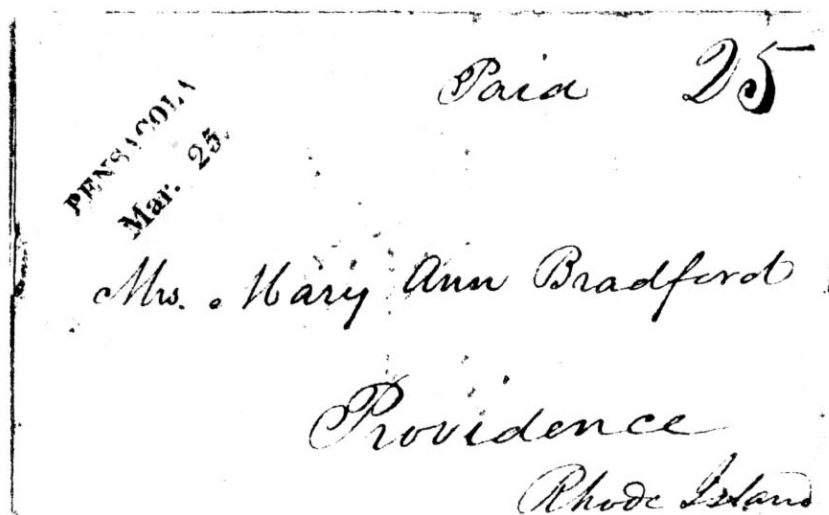 Paid 25
PENSACOLA
Mar. 25.
Mrs. Mary Ann Bradford
Providence
Rhode Island